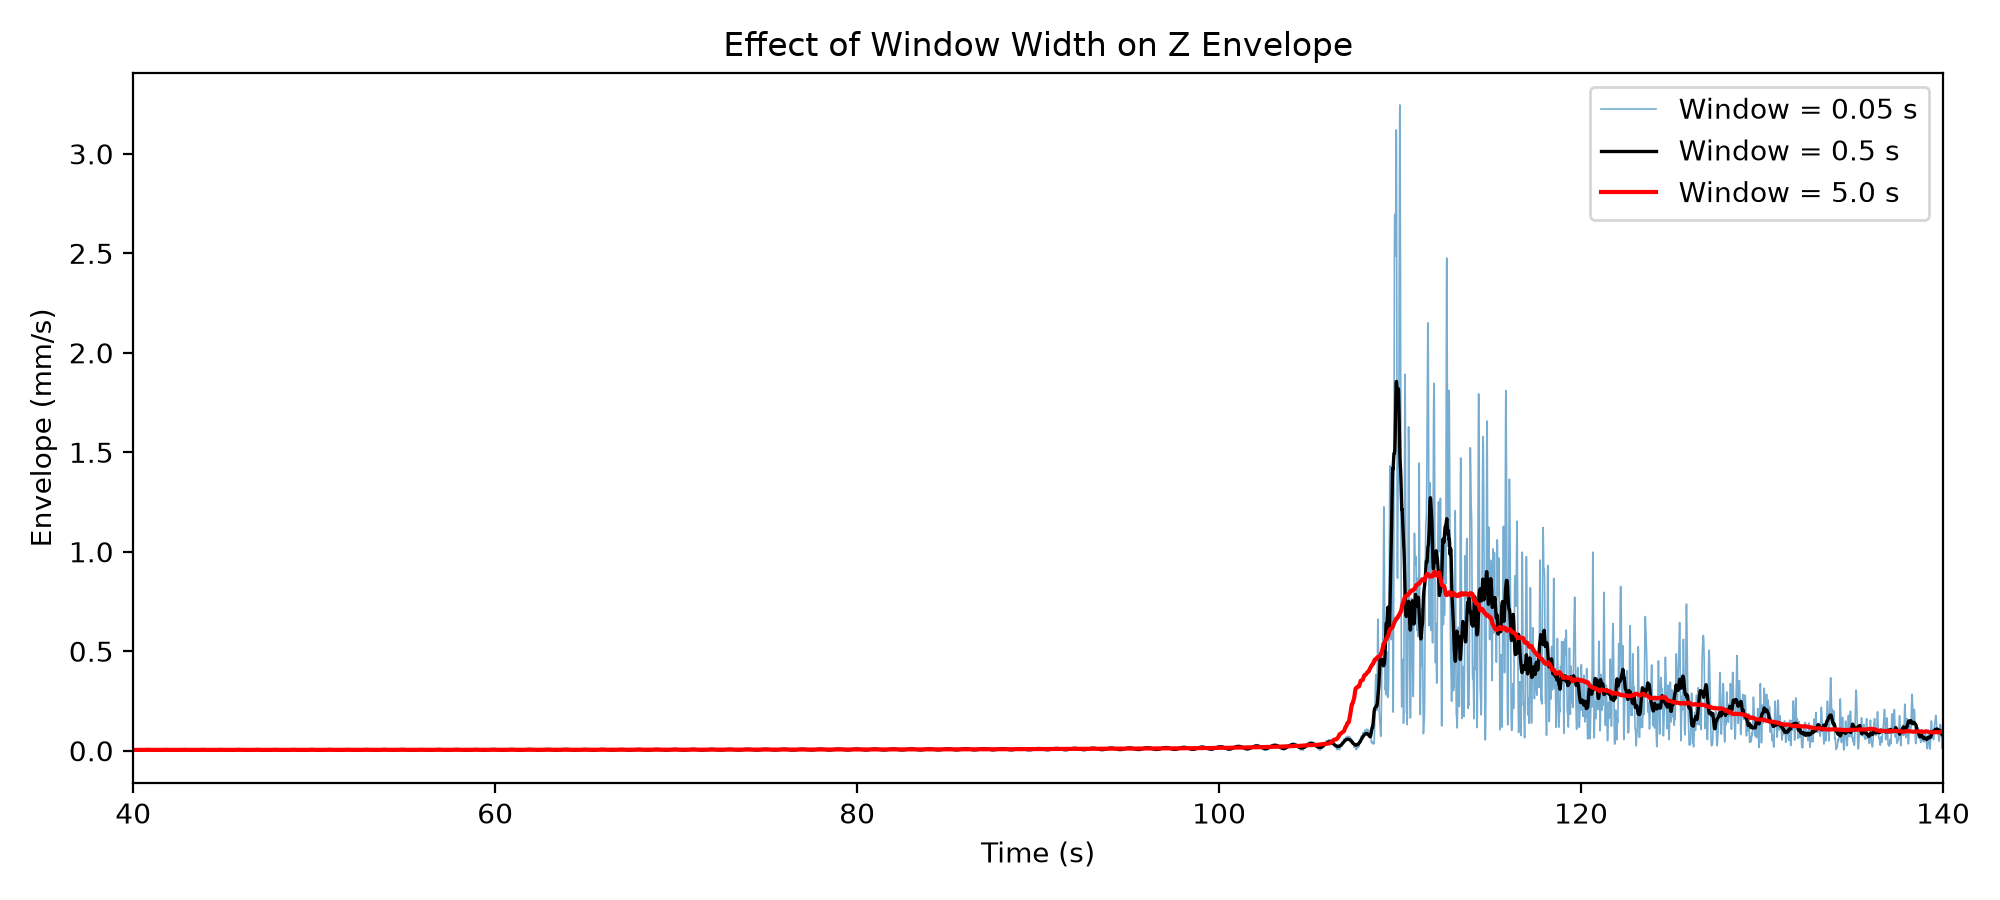 Effect of Window Width on Z Envelope
Window = 0.05 s
Window = 0.5 s
Window = 5.0 s
Envelope (mm/s)
3.0
2.5
2.0
1.5
1.0
0.5
0.0
40 60 80 100 120 140
Time (s)